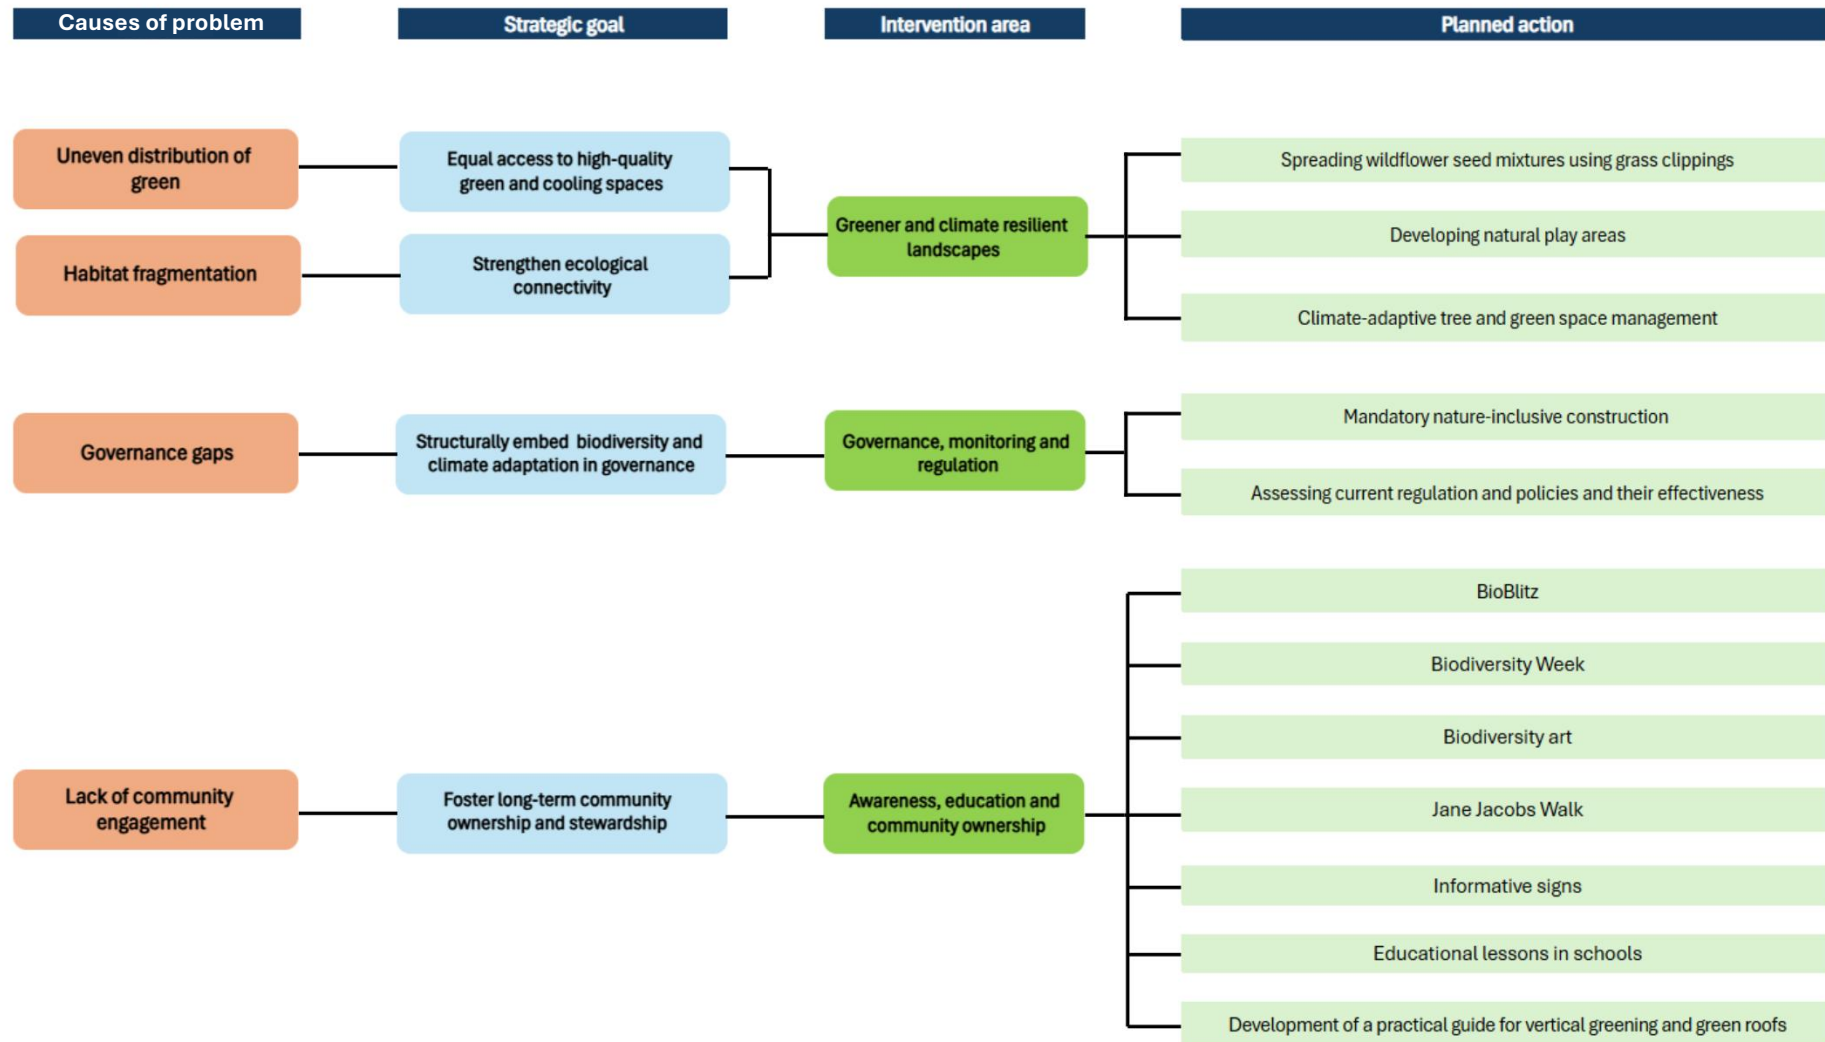 Causes of problem
Strategic goal
Intervention area
Planned action
Uneven distribution of
green
Equal access to high-quality
green and cooling spaces
Habitat fragmentation
Strengthen ecological
connectivity
Greener and climate resilient
landscapes
Spreading wildflower seed mixtures using grass clippings
Developing natural play areas
Climate-adaptive tree and green space management
Governance gaps
Structurally embed biodiversity and
climate adaptation in governance
Governance, monitoring and
regulation
Mandatory nature-inclusive construction
Assessing current regulation and policies and their effectiveness
Lack of community
engagement
Foster long-term community
ownership and stewardship
Awareness, education and
community ownership
BioBlitz
Biodiversity Week
Biodiversity art
Jane Jacobs Walk
Informative signs
Educational lessons in schools
Development of a practical guide for vertical greening and green roofs